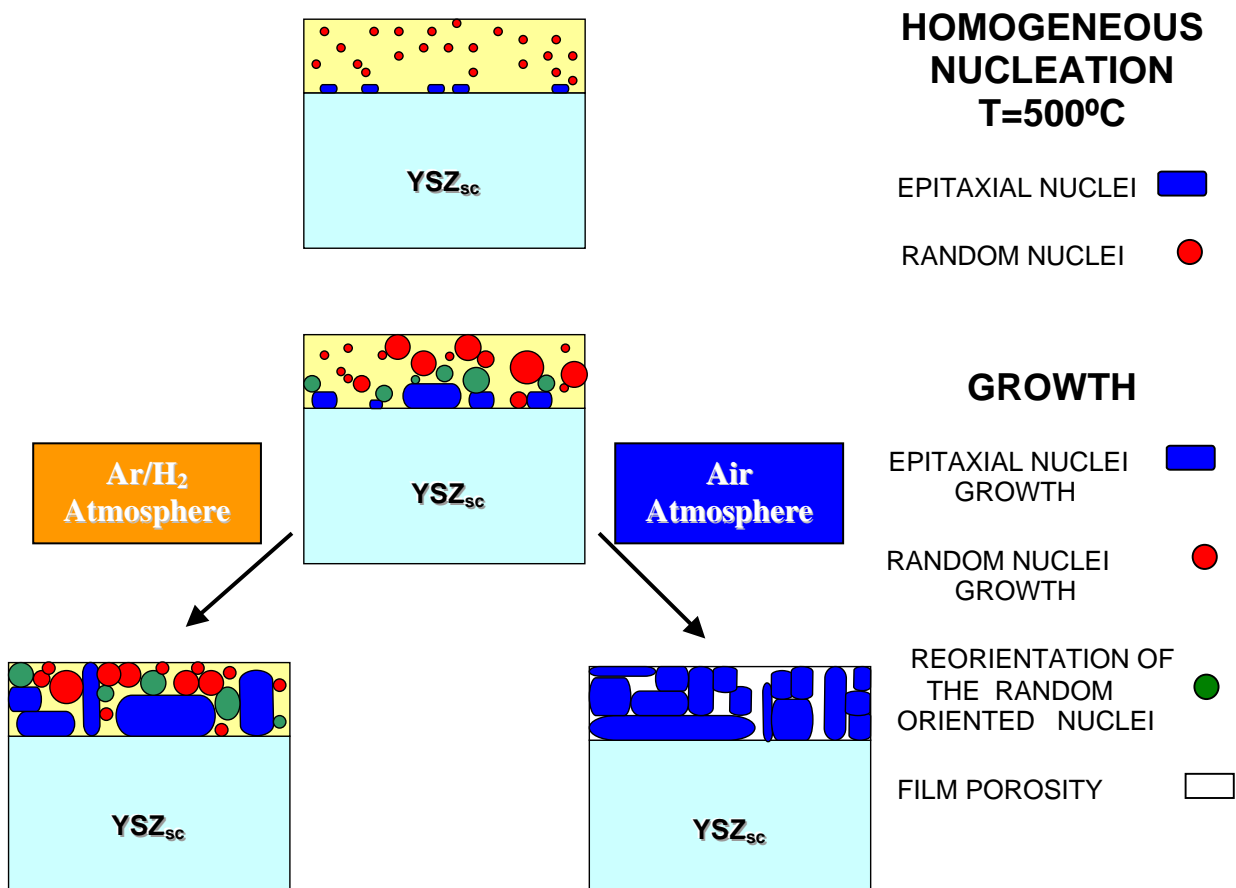 HOMOGENEOUS
NUCLEATION
T=500ºC
YSZsc
EPITAXIAL NUCLEI
RANDOM NUCLEI
GROWTH
Ar/H2
Atmosphere
YSZsc
Air
Atmosphere
EPITAXIAL NUCLEI
GROWTH
RANDOM NUCLEI
GROWTH
REORIENTATION OF
THE RANDOM
ORIENTED NUCLEI
FILM POROSITY
YSZsc
YSZsc